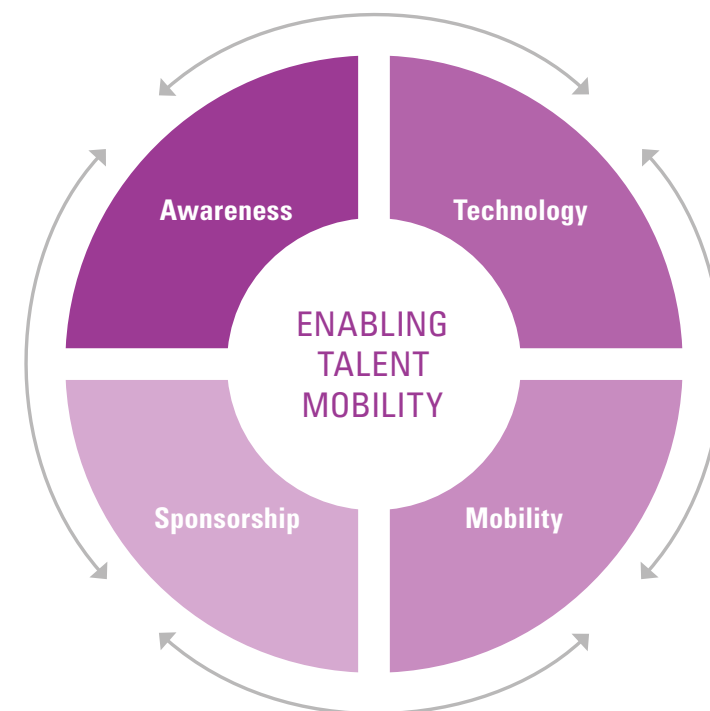 Awareness
Technology
ENABLING
TALENT
MOBILITY
Sponsorship
Mobility